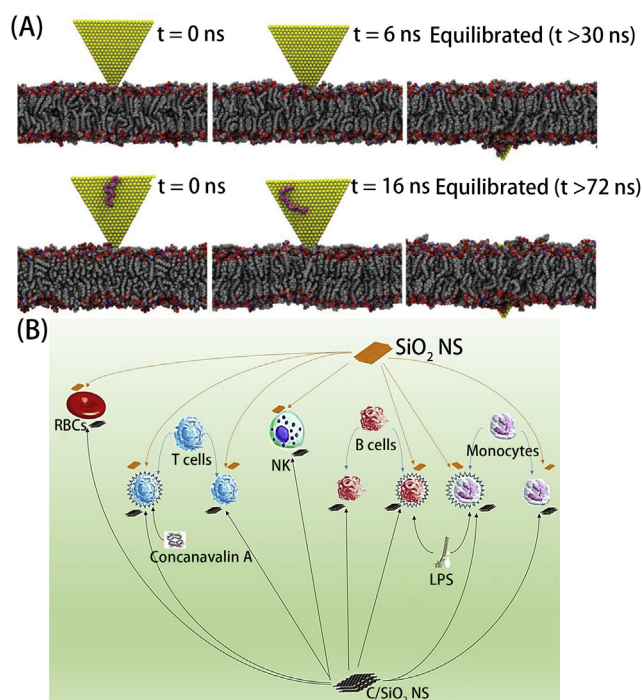 (A)
t = 0 ns
t = 6 ns Equilibrated (t >30 ns)
t = 0 ns
t = 16 ns Equilibrated (t>72 ns)
(B)
SiO2 NS
RBCs
T cells
NK
B cells
Monocytes
Concanavalin A
LPS
C/SiO2 NS